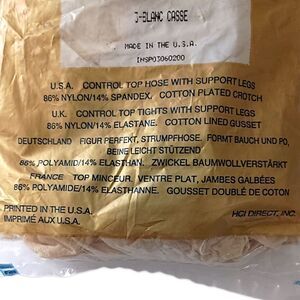 J-BLANC CASSE
MADE IN THE U.S.A.
INSP03060200
U.S.A. CONTROL TOP HOSE WITH SUPPORT LEGS
86% NYLON/14% SPANDEX. COTTON PLATED CROTCH
U.K. CONTROL TOP TIGHTS WITH SUPPORT LEGS
86% NYLON/14% ELASTANE. COTTON LINED GUSSET
DEUTSCHLAND FIGUR PERFEKT, STRUMPFHOSE. FORMT BAUCH UND PO,
BEINE LEICHT STÜTZEND
86% POLYAMID/14% ELASTHAN. ZWICKEL BAUMWOLLVERSTÄRKT
FRANCE TOP MINCEUR. VENTRE PLAT, JAMBES GALBÉES
86% POLYAMIDE/14% ELASTHANNE. GOUSSET DOUBLÉ DE COTON
PRINTED IN THE U.S.A.
IMPRIMÉ AUX U.S.A.
HCI DIRECT, INC.